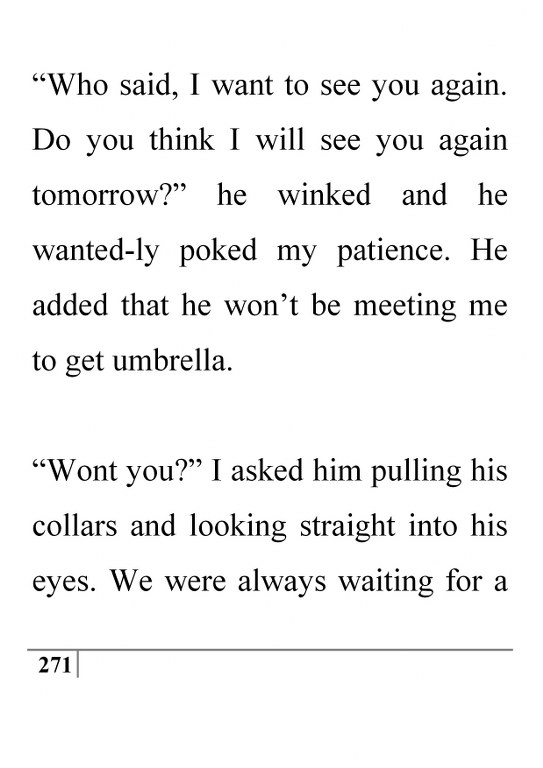 “Who said, I want to see you again.
Do you think I will see you again
tomorrow?” he winked and he
wanted-ly poked my patience. He
added that he won’t be meeting me
to get umbrella.
“Wont you?” I asked him pulling his
collars and looking straight into his
eyes. We were always waiting for a
271